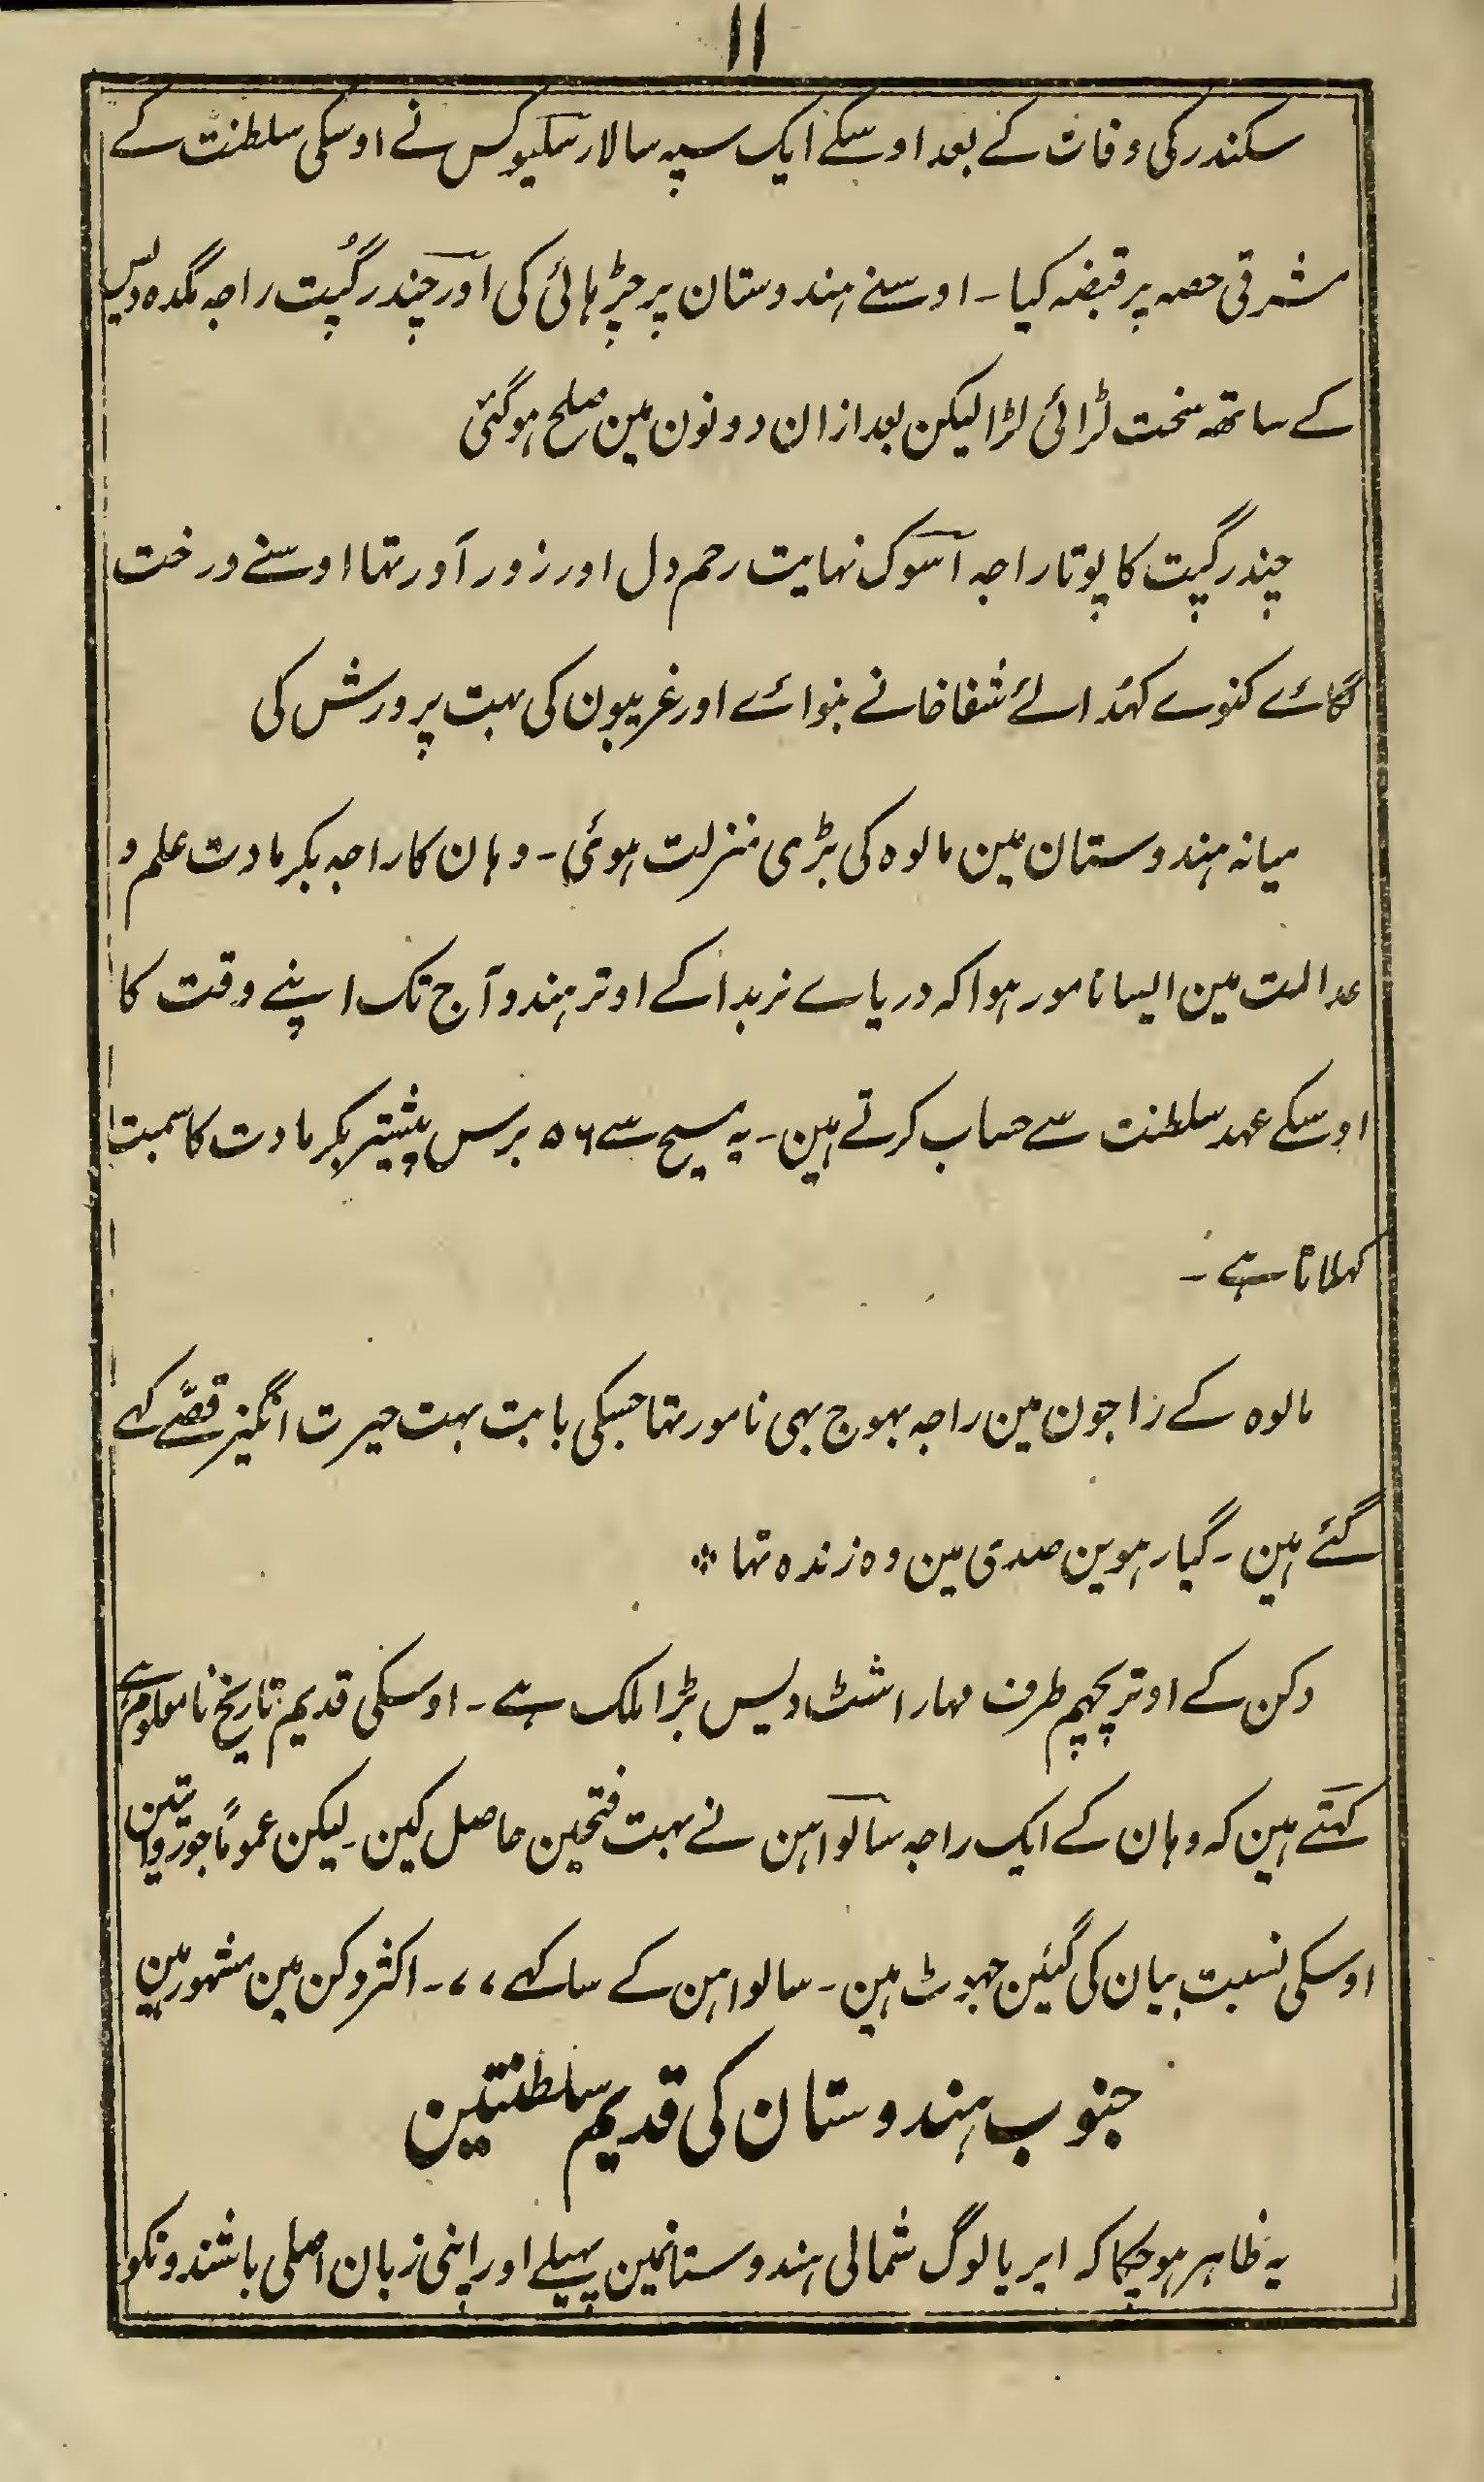 ۱۱
سکندر کی وفات کے بعد اوسکے ایک سپہ سالار سکیوکس نے اوسکی سلطنت کے
مشرقی حصہ پر قبضہ کیا ۔ اوسنے ہندوستان پر چڑہائی کی اور چندرگُپت راجہ مگدہ دیس
کے ساتھہ سخت لڑائی لڑا لیکن بعد ازان دونون مین صلح ہوگئی
چندرگپت کا پوتا راجہ آسوک نہایت رحم دل اور زور آور تہا اوسنے درخت
لگائے کنوے کہدائے شفاخانے بنوائے اور غریبون کی بہت پرورش کی
میانہ ہندوستان مین مالوہ کی بڑی منزلت ہوئی ۔ وہان کا راجہ بکرمادت علم و
عدالت مین ایسا نامور ہوا کہ دریاے نربدا کے اوتر ہندو آج تک اپنے وقت کا
اوسکے عہد سلطنت سے حساب کرتے ہین ۔ یہ مسیح سے ۵۶ برس پیشتر بکرمادت کا سمبت
کہلاتا ہے ۔
مالوہ کے راجون مین راجہ بہوج بہی نامور تہا جسکی بابت بہت حیرت انگیز قصّے کہے
گئے ہین ۔ گیارہوین صدی مین وہ زندہ تہا ⁘
دکن کے اوتر پچہم طرف مہاراشٹ دیس بڑا ملک ہے ۔ اوسکی قدیم تاریخ نامعلوم ہے
کہتے ہین کہ وہان کے ایک راجہ سالواہن نے بہت فتحین حاصل کین ۔ لیکن عموماً جو روایتین
اوسکی نسبت بیان کی گئین جہوٹ ہین ۔ سالواہن کے ساکہے ،، ۔ اکثر دکن مین مشہور ہین
جنوب ہندوستان کی قدیم سلطنتین
یہ ظاہر ہو چکا کہ ایریا لوگ شمالی ہندوستانمین پہیلے اور اپنی زبان اصلی باشندونکو